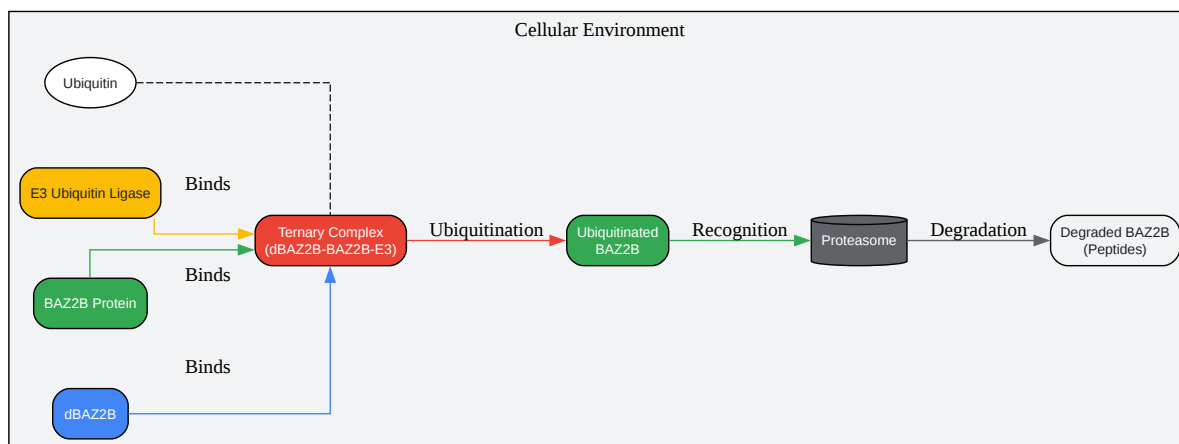 Cellular Environment
Ubiquitin
E3 Ubiquitin Ligase
Binds
Ternary Complex
(dBAZ2B-BAZ2B-E3)
Ubiquitination
Ubiquitinated
BAZ2B
Recognition
Proteasome
Degradation
Degraded BAZ2B
(Peptides)
Binds
BAZ2B Protein
Binds
dBAZ2B